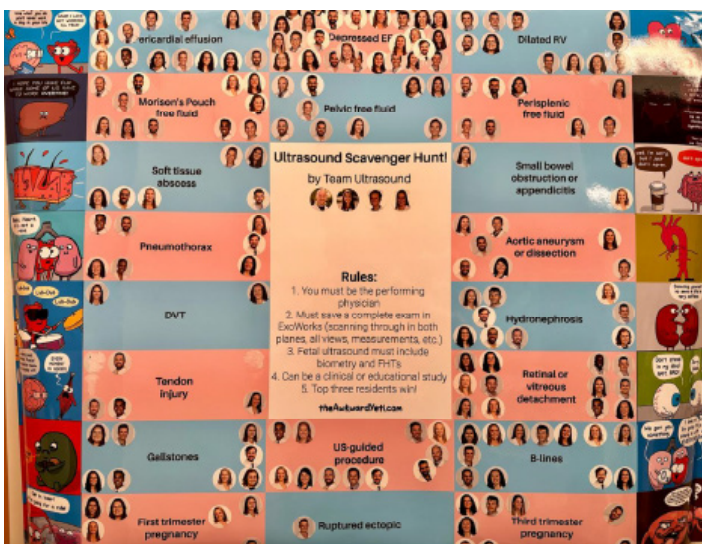 ericardial effusion
Depressed EF
Dilated RV
Morison's Pouch
free fluid
Pelvic free fluid
Perisplenic
free fluid
Soft tissue
abscess
Ultrasound Scavenger Hunt!
by Team Ultrasound
Small bowel
obstruction or
appendicitis
Pneumothorax
Aortic aneurysm
or dissection
Rules:
1. You must be the performing
physician
2. Must save a complete exam in
ExoWorks (scanning through in both
planes, all views, measurements, etc.)
3. Fetal ultrasound must include
biometry and FHTs
4. Can be a clinical or educational study
5. Top three residents win!
theAwkwardYeti.com
DVT
Hydronephrosis
Tendon
injury
Retinal or
vitreous
detachment
Gallstones
US-guided
procedure
B-lines
First trimester
pregnancy
Ruptured ectopic
Third trimester
pregnancy